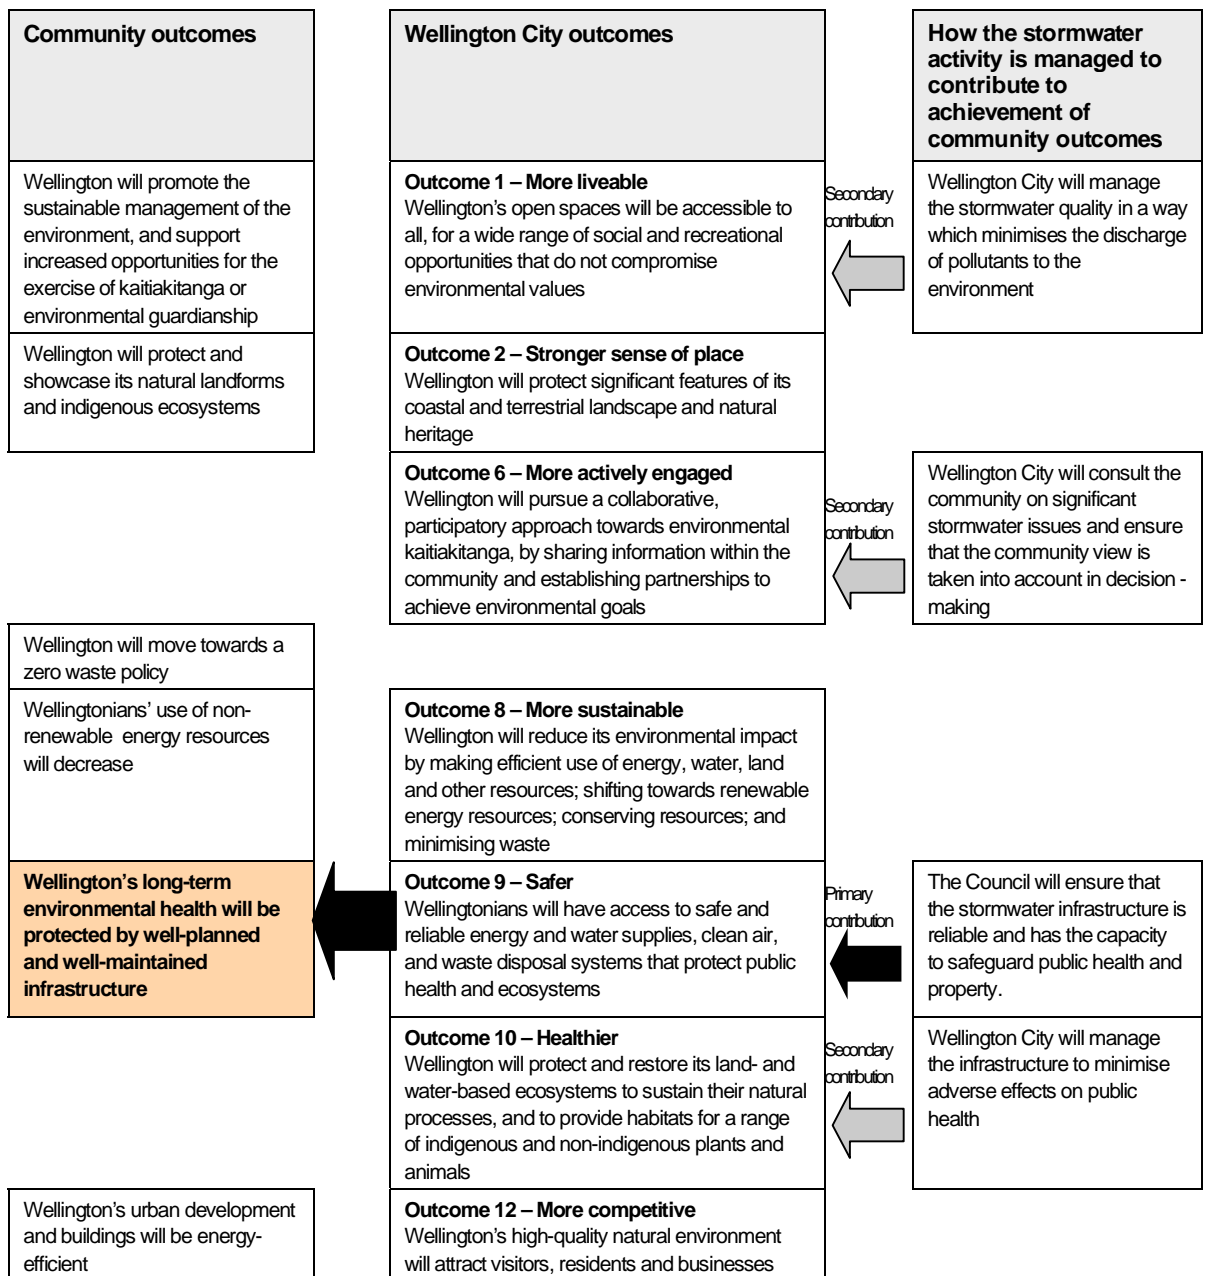 Community outcomes
Wellington City outcomes
How the stormwater
activity is managed to
contribute to
achievement of
community outcomes
Wellington will promote the
sustainable management of the
environment, and support
increased opportunities for the
exercise of kaitiakitanga or
environmental guardianship
Outcome 1 – More liveable
Wellington's open spaces will be accessible to
all, for a wide range of social and recreational
opportunities that do not compromise
environmental values
Secondary
contribution
Wellington City will manage
the stormwater quality in a way
which minimises the discharge
of pollutants to the
environment
Wellington will protect and
showcase its natural landforms
and indigenous ecosystems
Outcome 2 – Stronger sense of place
Wellington will protect significant features of its
coastal and terrestrial landscape and natural
heritage
Outcome 6 – More actively engaged
Wellington will pursue a collaborative,
participatory approach towards environmental
kaitiakitanga, by sharing information within the
community and establishing partnerships to
achieve environmental goals
Secondary
contribution
Wellington City will consult the
community on significant
stormwater issues and ensure
that the community view is
taken into account in decision -
making
Wellington will move towards a
zero waste policy
Wellingtonians' use of non-
renewable energy resources
will decrease
Outcome 8 – More sustainable
Wellington will reduce its environmental impact
by making efficient use of energy, water, land
and other resources; shifting towards renewable
energy resources; conserving resources; and
minimising waste
Wellington's long-term
environmental health will be
protected by well-planned
and well-maintained
infrastructure
Outcome 9 – Safer
Wellingtonians will have access to safe and
reliable energy and water supplies, clean air,
and waste disposal systems that protect public
health and ecosystems
Primary
contribution
The Council will ensure that
the stormwater infrastructure is
reliable and has the capacity
to safeguard public health and
property.
Outcome 10 – Healthier
Wellington will protect and restore its land- and
water-based ecosystems to sustain their natural
processes, and to provide habitats for a range
of indigenous and non-indigenous plants and
animals
Secondary
contribution
Wellington City will manage
the infrastructure to minimise
adverse effects on public
health
Wellington's urban development
and buildings will be energy-
efficient
Outcome 12 – More competitive
Wellington's high-quality natural environment
will attract visitors, residents and businesses